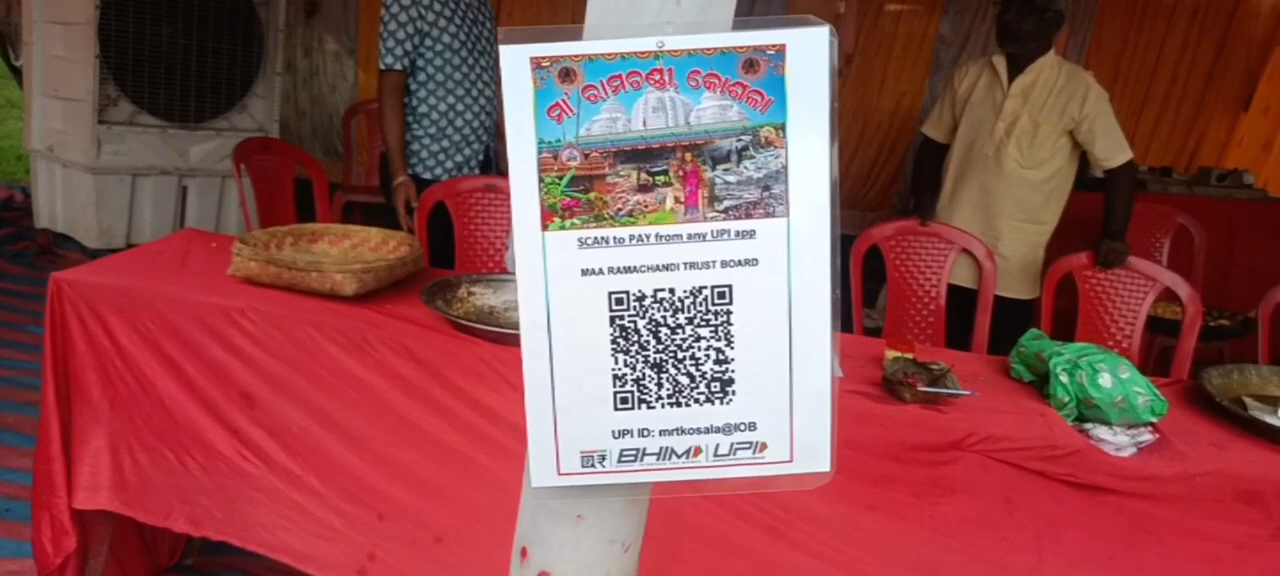 ମାଁ ରାମଚଣ୍ଡୀ, କୋଶଳା
SCAN to PAY from any UPI app
MAA RAMACHANDI TRUST BOARD
UPI ID: mrtkosala@IOB
BHIM UPI